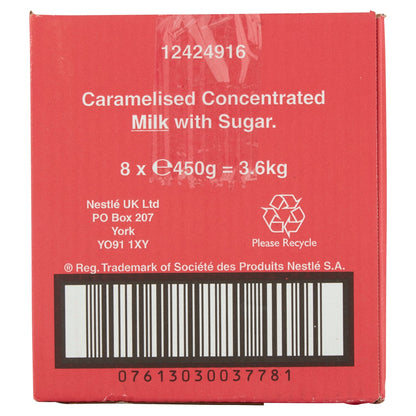 12424916
Caramelised Concentrated
Milk with Sugar.
8 x ℮450g = 3.6kg
Nestlé UK Ltd
PO Box 207
York
YO91 1XY
Please Recycle
® Reg. Trademark of Société des Produits Nestlé S.A.
07613030037781